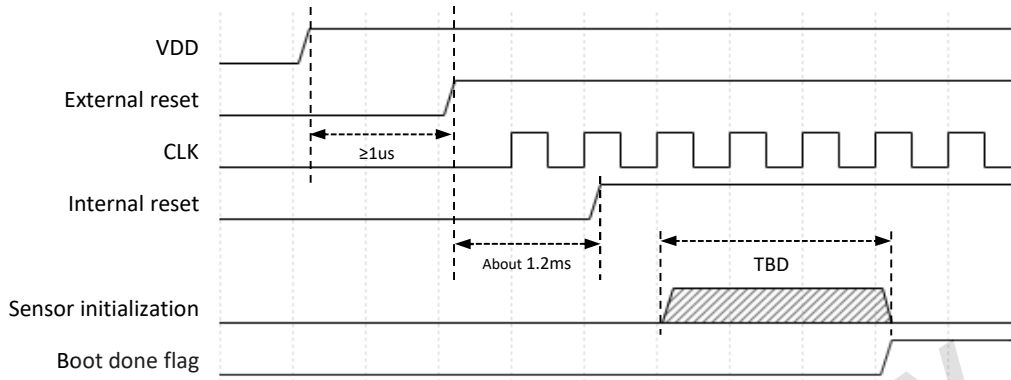 VDD
External reset
≥1us
CLK
Internal reset
About 1.2ms
TBD
Sensor initialization
Boot done flag